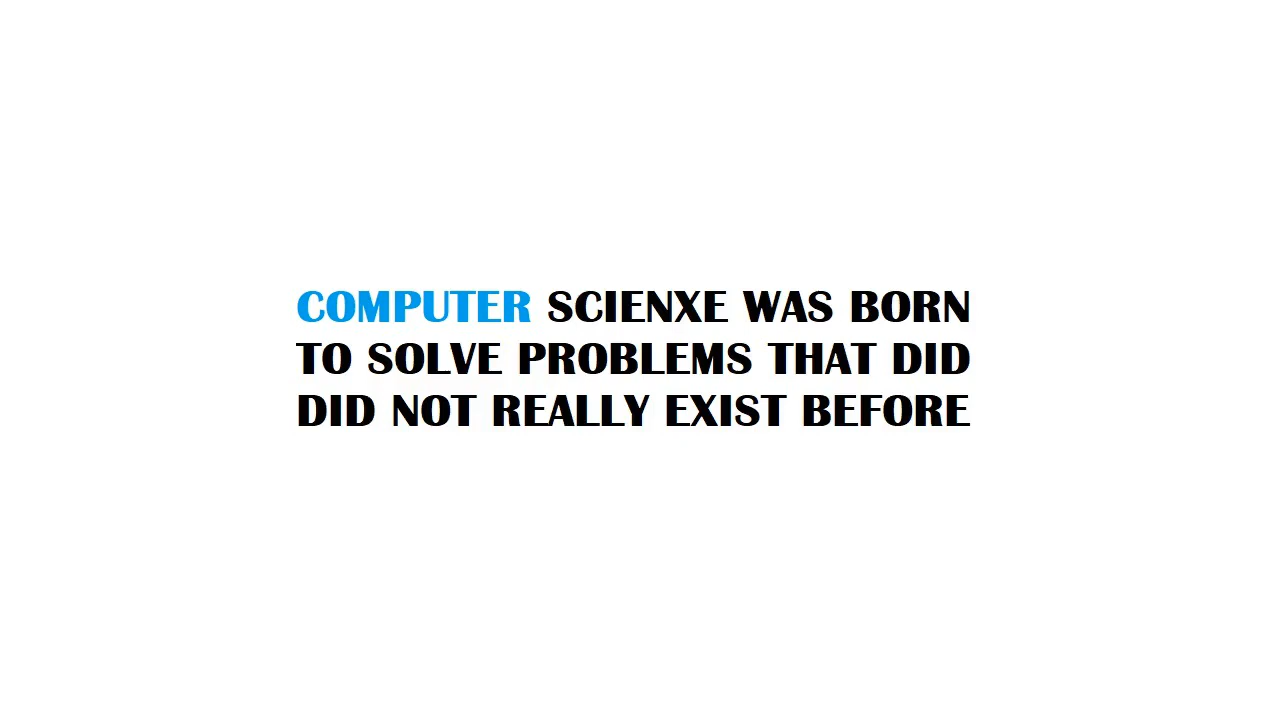 COMPUTER SCIENXE WAS BORN
TO SOLVE PROBLEMS THAT DID
DID NOT REALLY EXIST BEFORE